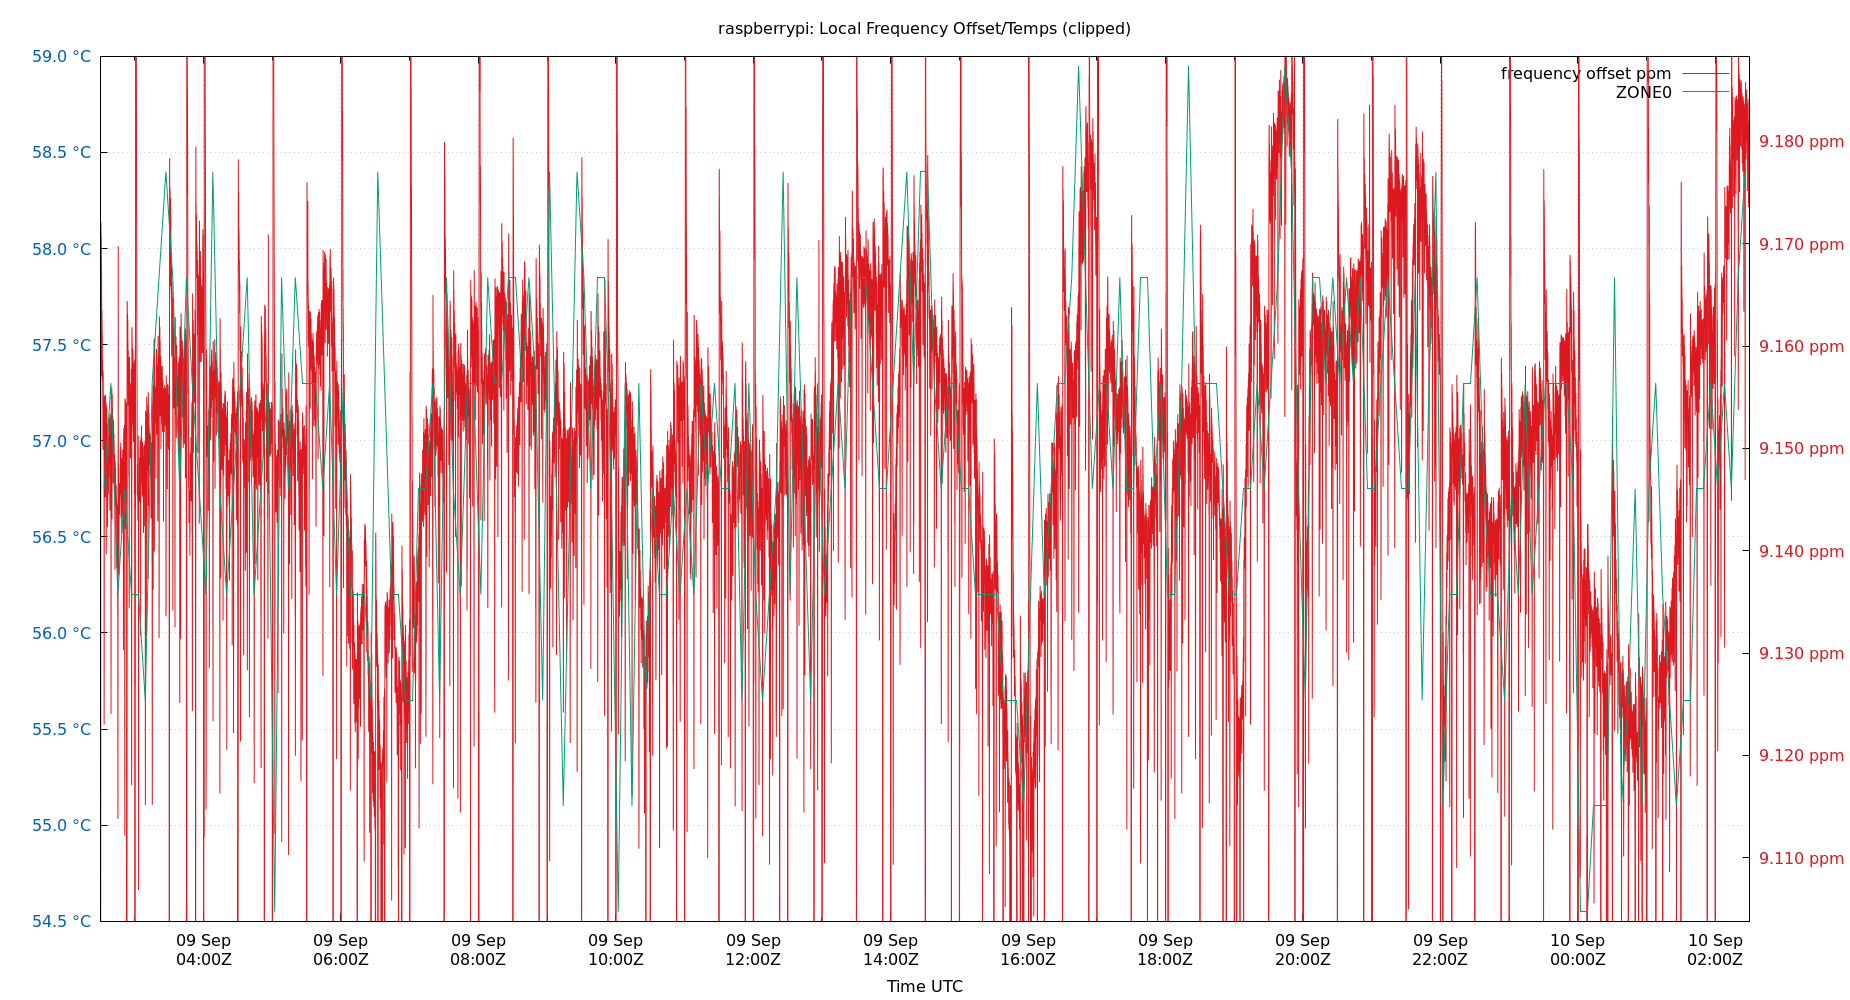 raspberrypi: Local Frequency Offset/Temps (clipped)
frequency offset ppm
ZONE0
59.0 °C
58.5 °C
58.0 °C
57.5 °C
57.0 °C
56.5 °C
56.0 °C
55.5 °C
55.0 °C
54.5 °C
9.180 ppm
9.170 ppm
9.160 ppm
9.150 ppm
9.140 ppm
9.130 ppm
9.120 ppm
9.110 ppm
09 Sep 09 Sep 09 Sep 09 Sep 09 Sep 09 Sep 09 Sep 09 Sep 09 Sep 09 Sep 10 Sep 10 Sep
04:00Z 06:00Z 08:00Z 10:00Z 12:00Z 14:00Z 16:00Z 18:00Z 20:00Z 22:00Z 00:00Z 02:00Z
Time UTC